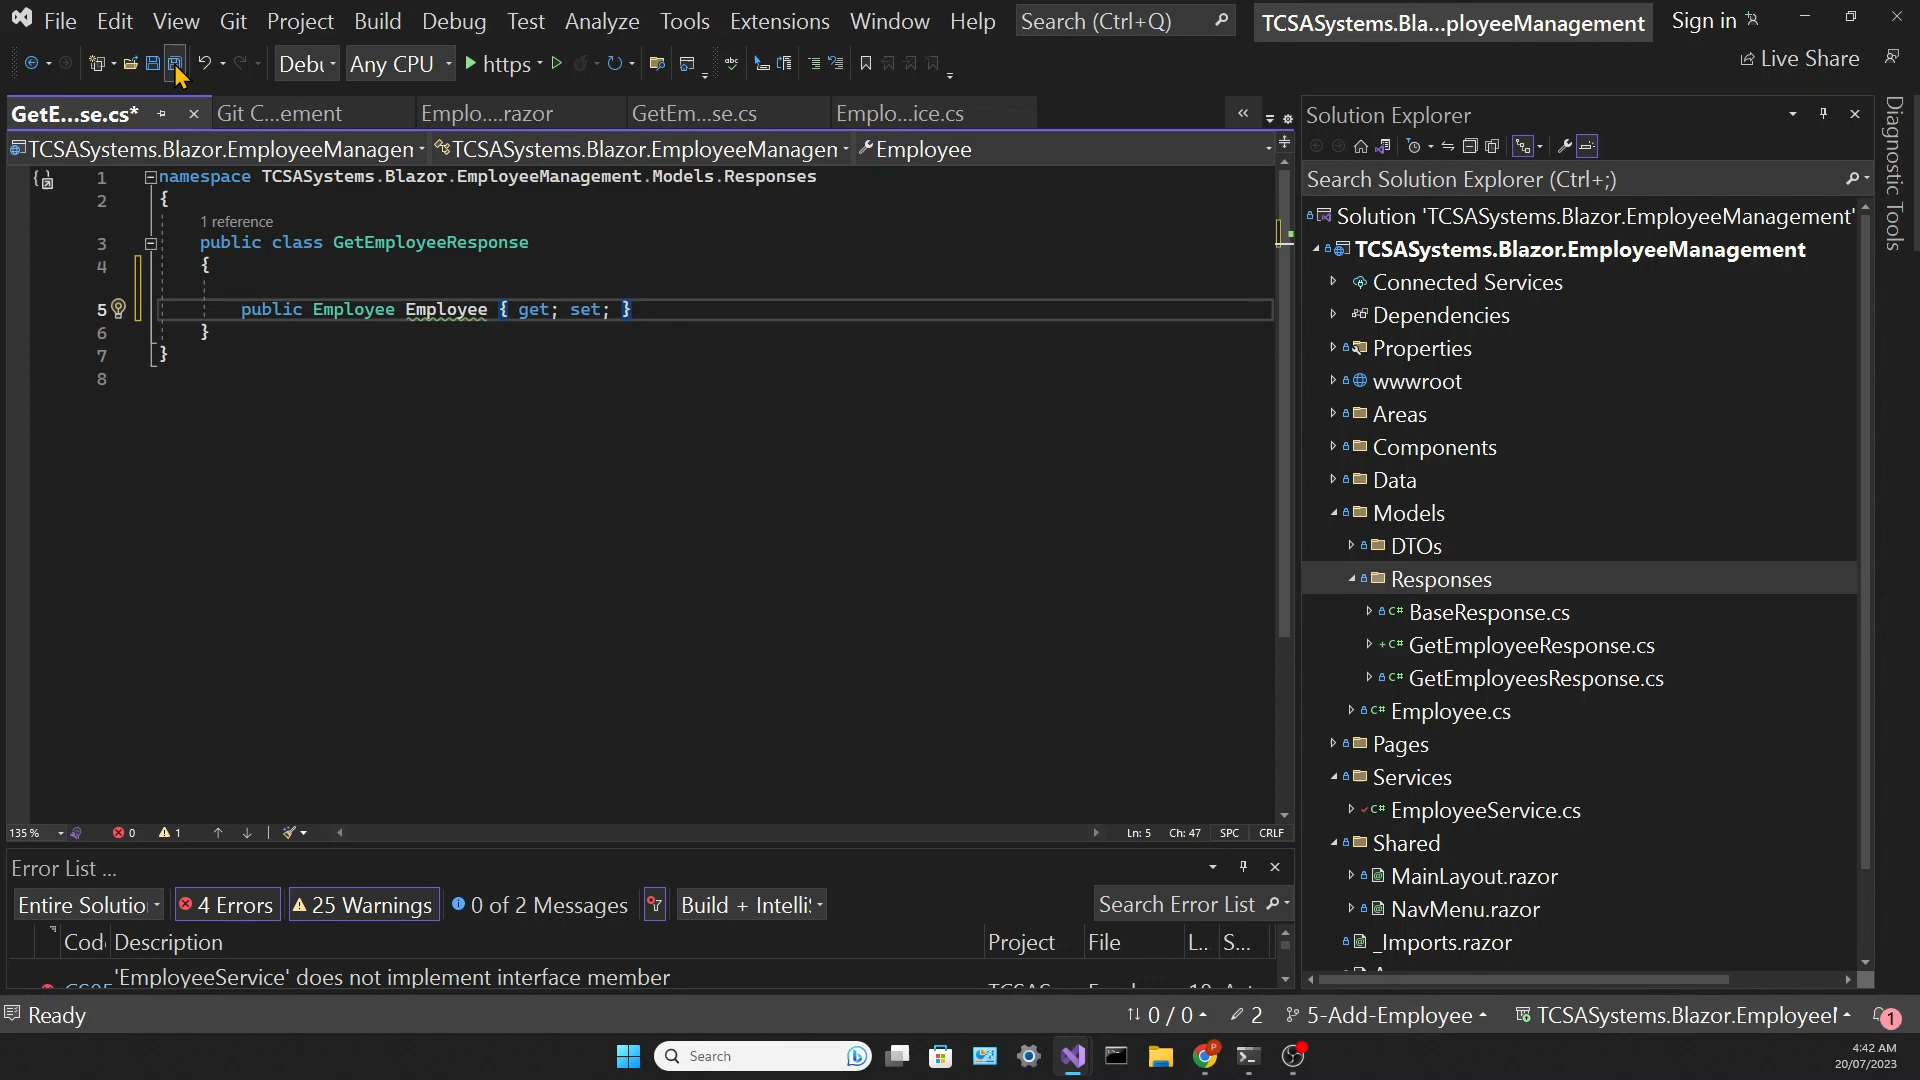 File Edit View Git Project Build Debug Test Analyze Tools Extensions Window Help Search (Ctrl+Q) TCSASystems.Bla...ployeeManagement Sign in
Debu Any CPU https Live Share
GetE...se.cs* Git C...ement Emplo....razor GetEm...se.cs Emplo...ice.cs
TCSASystems.Blazor.EmployeeManagen TCSASystems.Blazor.EmployeeManagen Employee
1 namespace TCSASystems.Blazor.EmployeeManagement.Models.Responses
2 {
1 reference
3 public class GetEmployeeResponse
4 {
5 public Employee Employee { get; set; }
6 }
7 }
8
135 % 0 1 Ln: 5 Ch: 47 SPC CRLF
Error List ...
Entire Solutio 4 Errors 25 Warnings 0 of 2 Messages Build + Intelli Search Error List
Cod Description Project File L.. S...
'EmployeeService' does not implement interface member
Solution Explorer
Search Solution Explorer (Ctrl+;)
Solution 'TCSASystems.Blazor.EmployeeManagement'
TCSASystems.Blazor.EmployeeManagement
Connected Services
Dependencies
Properties
wwwroot
Areas
Components
Data
Models
DTOs
Responses
BaseResponse.cs
GetEmployeeResponse.cs
GetEmployeesResponse.cs
Employee.cs
Pages
Services
EmployeeService.cs
Shared
MainLayout.razor
NavMenu.razor
_Imports.razor
Diagnostic Tools
Ready 0 / 0 2 5-Add-Employee TCSASystems.Blazor.Employee 1
Search
4:42 AM
20/07/2023